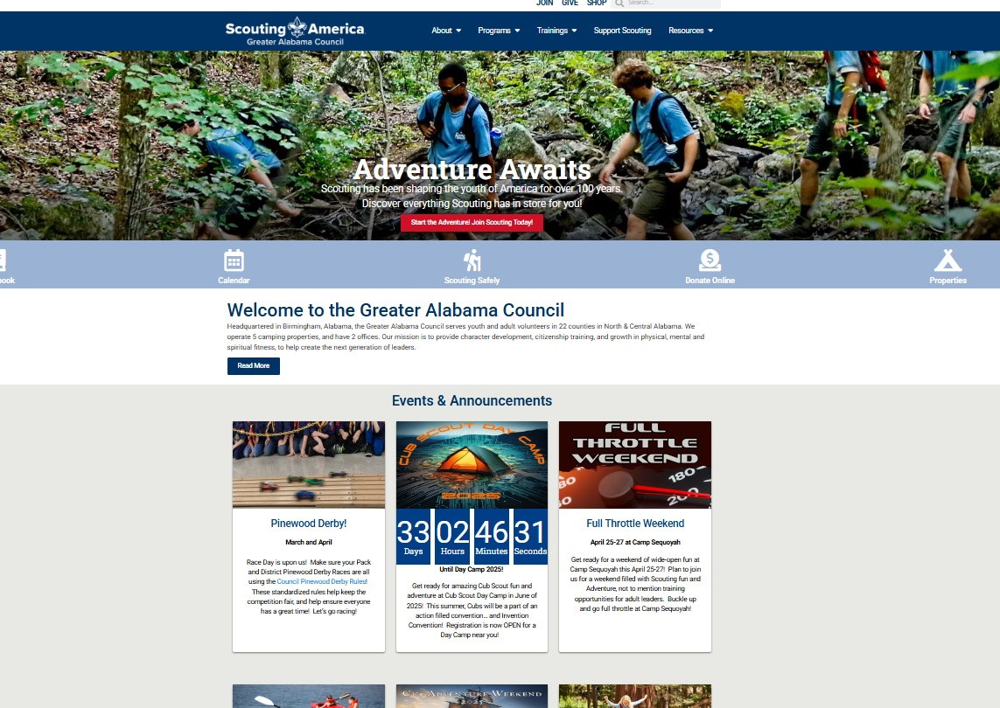 JOIN GIVE SHOP Search...
Scouting America
Greater Alabama Council
About Programs Trainings Support Scouting Resources
Adventure Awaits
Scouting has been shaping the youth of America for over 100 years.
Discover everything Scouting has in store for you!
Start the Adventure! Join Scouting Today!
ook Calendar Scouting Safely Donate Online Properties
Welcome to the Greater Alabama Council
Headquartered in Birmingham, Alabama, the Greater Alabama Council serves youth and adult volunteers in 22 counties in North & Central Alabama. We
operate 5 camping properties, and have 2 offices. Our mission is to provide character development, citizenship training, and growth in physical, mental and
spiritual fitness, to help create the next generation of leaders.
Read More
Events & Announcements
Pinewood Derby!
March and April
Race Day is upon us! Make sure your Pack
and District Pinewood Derby Races are all
using the Council Pinewood Derby Rules!
These standardized rules help keep the
competition fair, and help ensure everyone
has a great time! Let's go racing!
CUB SCOUT DAY CAMP
2025
33 02 46 31
Days Hours Minutes Seconds
Until Day Camp 2025!
Get ready for amazing Cub Scout fun and
adventure at Cub Scout Day Camp in June of
2025! This summer, Cubs will be a part of an
action filled convention... and Invention
Convention! Registration is now OPEN for a
Day Camp near you!
FULL
THROTTLE
WEEKEND
80 180
60 200
Full Throttle Weekend
April 25-27 at Camp Sequoyah
Get ready for a weekend of wide-open fun at
Camp Sequoyah this April 25-27! Plan to join
us for a weekend filled with Scouting fun and
Adventure, not to mention training
opportunities for adult leaders. Buckle up
and go full throttle at Camp Sequoyah!
CUB ADVENTURE WEEKEND
2025